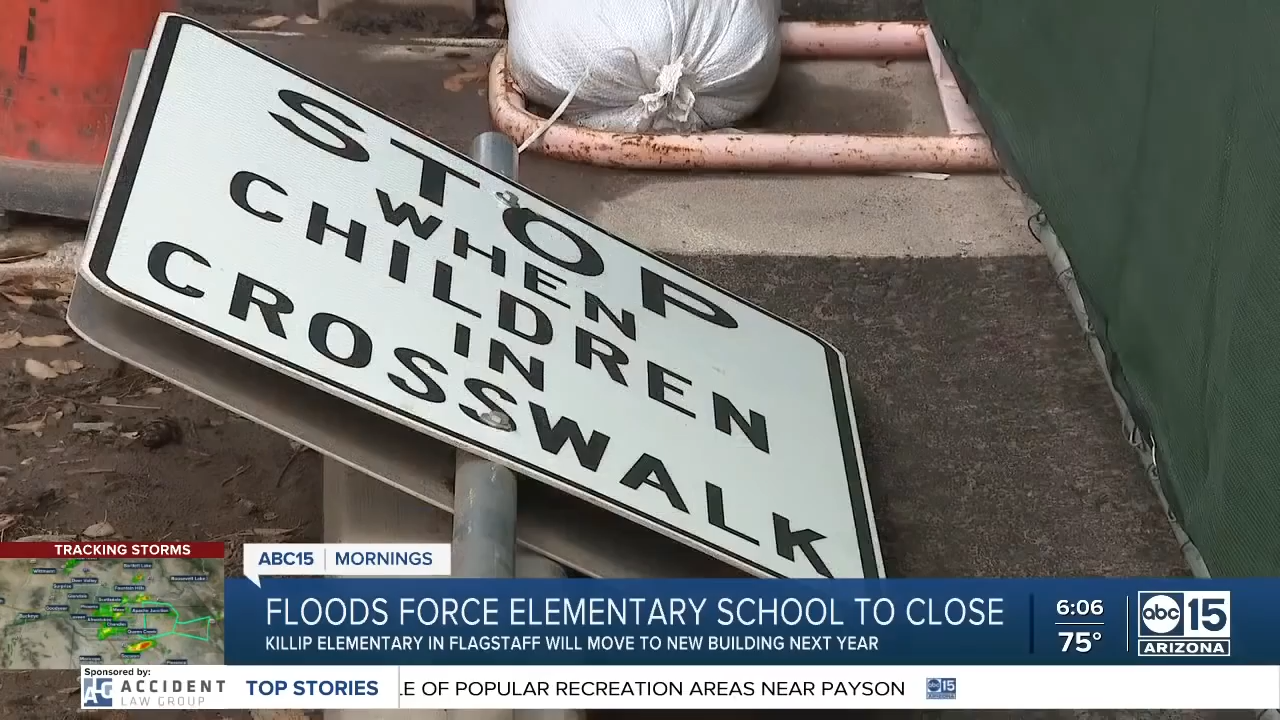 STOP
WHEN
CHILDREN
IN
CROSSWALK
TRACKING STORMS
ABC15 MORNINGS
FLOODS FORCE ELEMENTARY SCHOOL TO CLOSE
KILLIP ELEMENTARY IN FLAGSTAFF WILL MOVE TO NEW BUILDING NEXT YEAR
6:06
75°
abc 15
ARIZONA
Sponsored by:
ACCIDENT
LAW GROUP
TOP STORIES
LE OF POPULAR RECREATION AREAS NEAR PAYSON